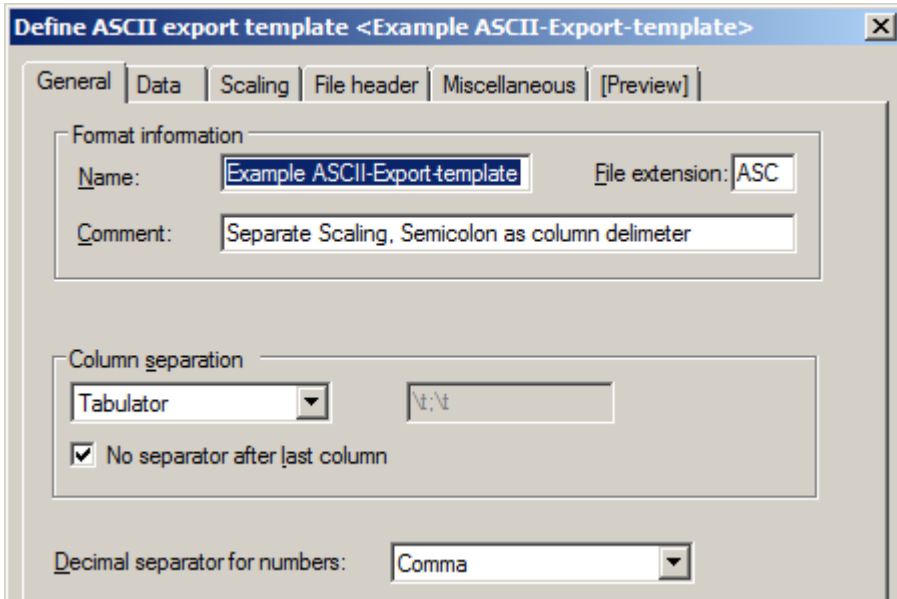 Define ASCII export template <Example ASCII-Export-template>
General Data Scaling File header Miscellaneous [Preview]
Format information
Name: Example ASCII-Export-template File extension: ASC
Comment: Separate Scaling, Semicolon as column delimeter
Column separation
Tabulator \t;\t
No separator after last column
Decimal separator for numbers: Comma